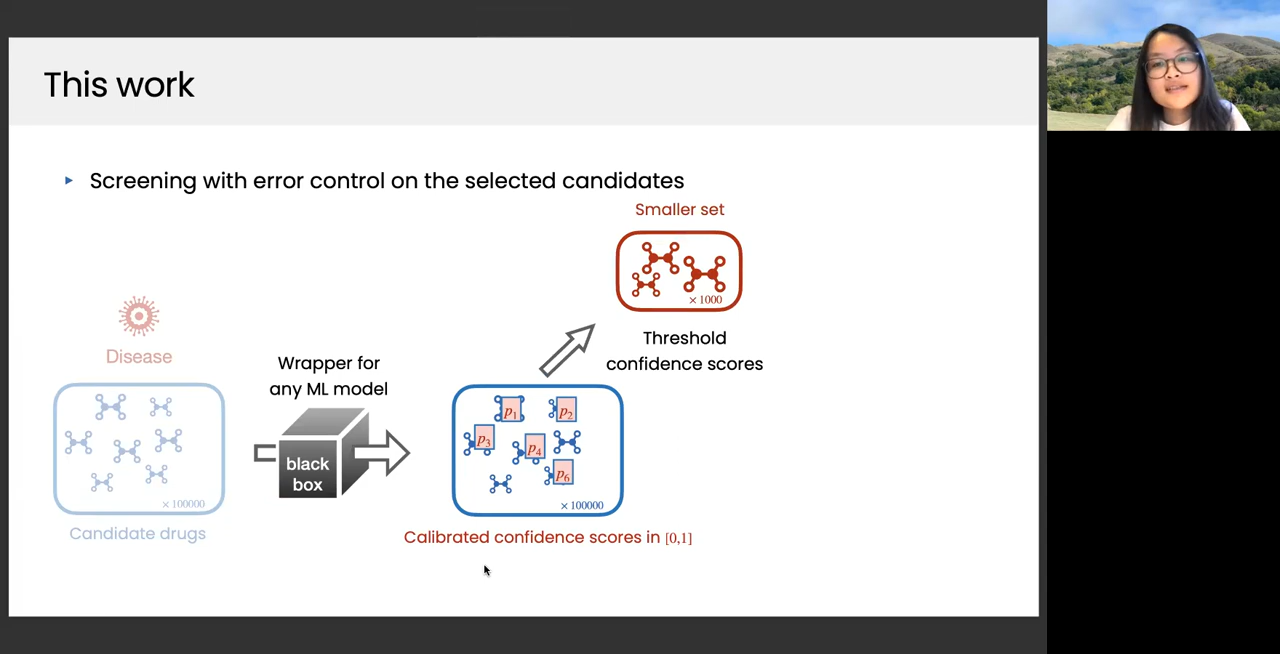 This work
▸ Screening with error control on the selected candidates
Smaller set
× 1000
Threshold
confidence scores
Disease
Wrapper for
any ML model
black
box
p1
p2
p3
p4
p6
× 100000
× 100000
Candidate drugs
Calibrated confidence scores in [0,1]